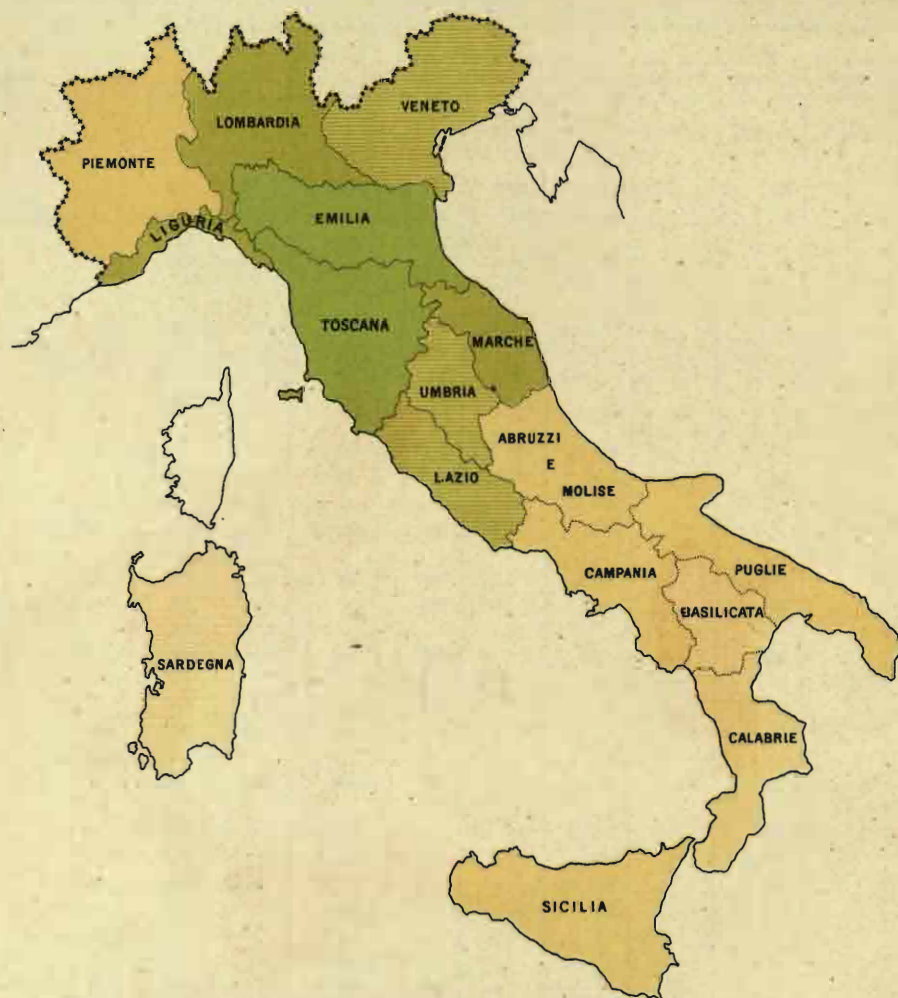 VENETO
LOMBARDIA
PIEMONTE
EMILIA
LIGURIA
TOSCANA
MARCHE
UMBRIA
ABRUZZI
E
MOLISE
LAZIO
CAMPANIA
PUGLIE
BASILICATA
SARDEGNA
CALABRIE
SICILIA